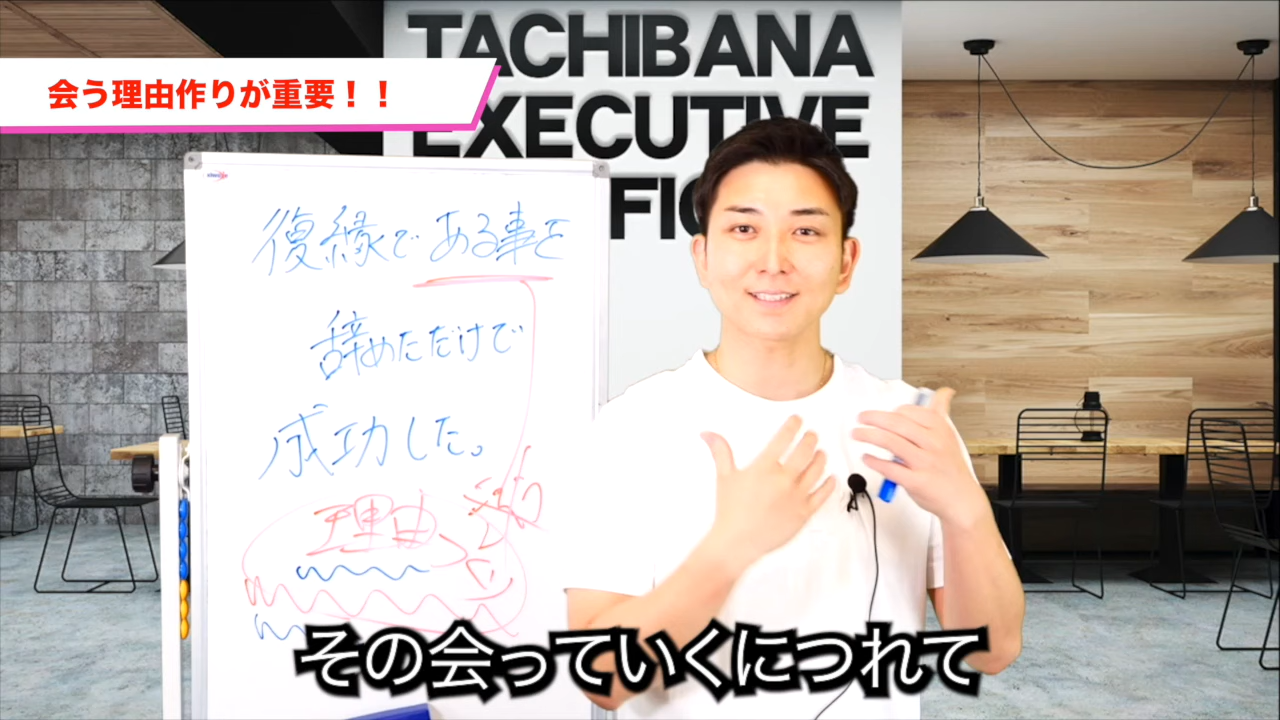 TACHIBANA
EXECUTIVE
会う理由作りが重要！！
復縁である事を
辞めただけで
成功した。
理由
その会っていくにつれて